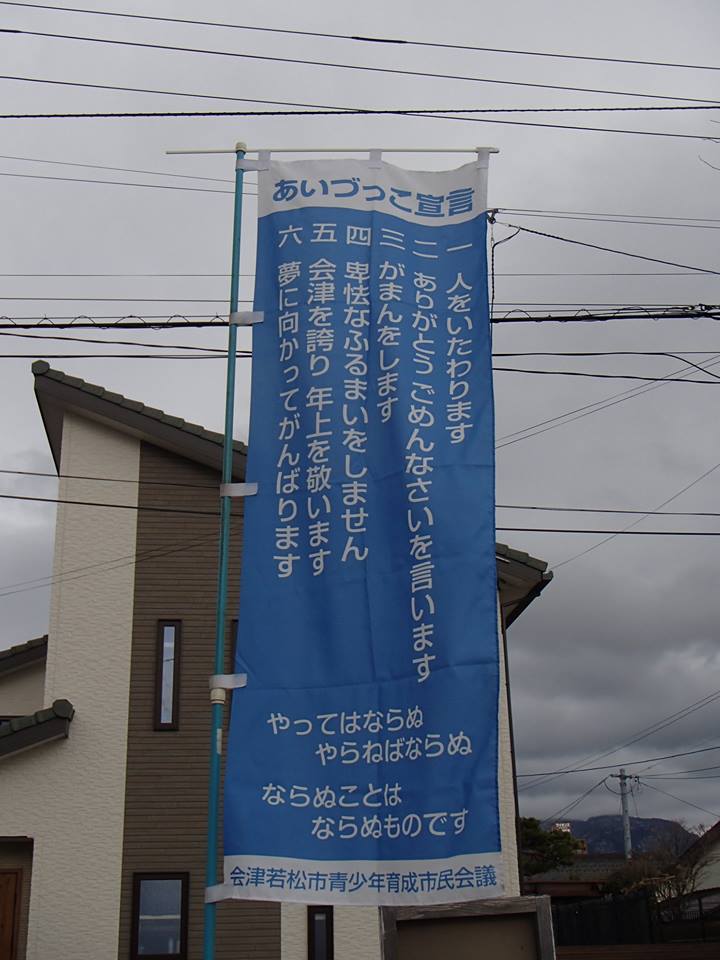 あいづっこ宣言
一 人をいたわります
二 ありがとう ごめんなさいを言います
三 がまんをします
四 卑怯なふるまいをしません
五 会津を誇り 年上を敬います
六 夢に向かってがんばります
やってはならぬ
やらねばならぬ
ならぬことは
ならぬものです
会津若松市青少年育成市民会議